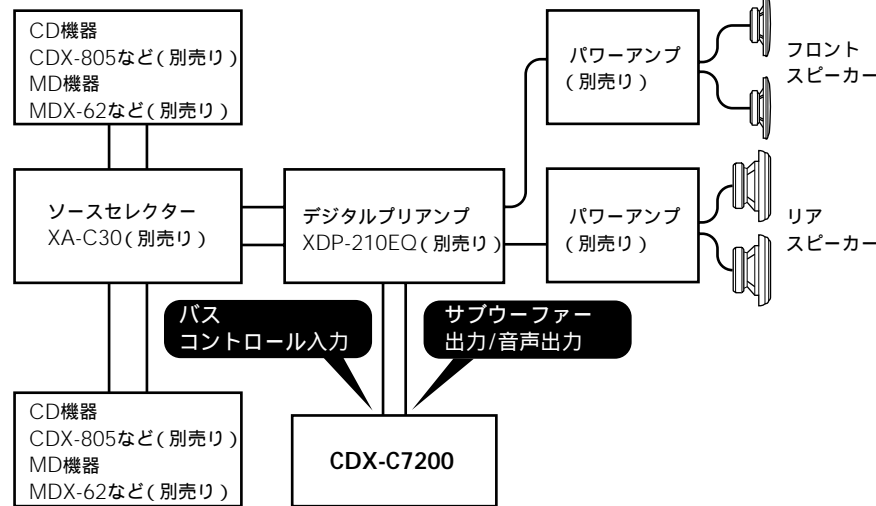 CD機器
CDX-805など(別売り)
MD機器
MDX-62など(別売り)
パワーアンプ
(別売り)
フロント
スピーカー
ソースセレクター
XA-C30(別売り)
デジタルプリアンプ
XDP-210EQ(別売り)
パワーアンプ
(別売り)
リア
スピーカー
バス
コントロール入力
サブウーファー
出力/音声出力
CD機器
CDX-805など(別売り)
MD機器
MDX-62など(別売り)
CDX-C7200